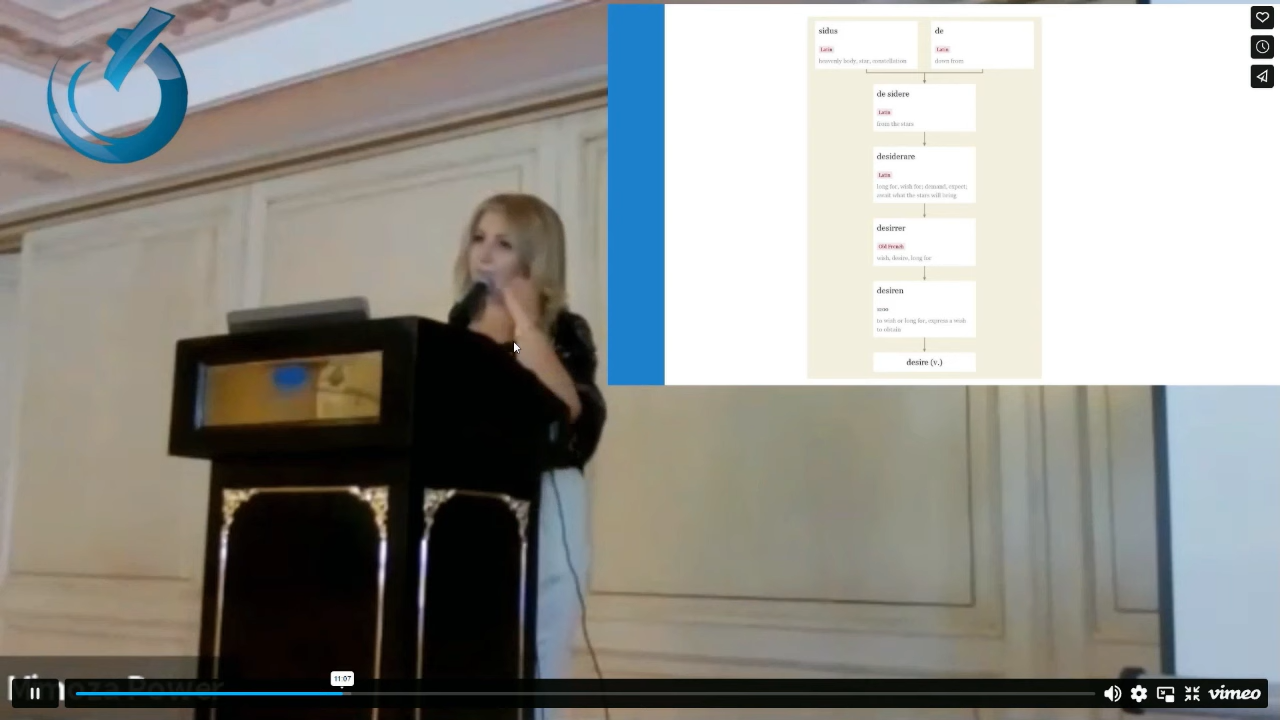 sidus
Latin
heavenly body, star, constellation
de
Latin
down from
de sidere
Latin
from the stars
desiderare
Latin
long for, wish for; demand, expect;
await what the stars will bring
desirrer
Old French
wish, desire, long for
desiren
to wish or long for, express a wish
to obtain
desire (v.)
Mimoza Power
11:07
vimeo